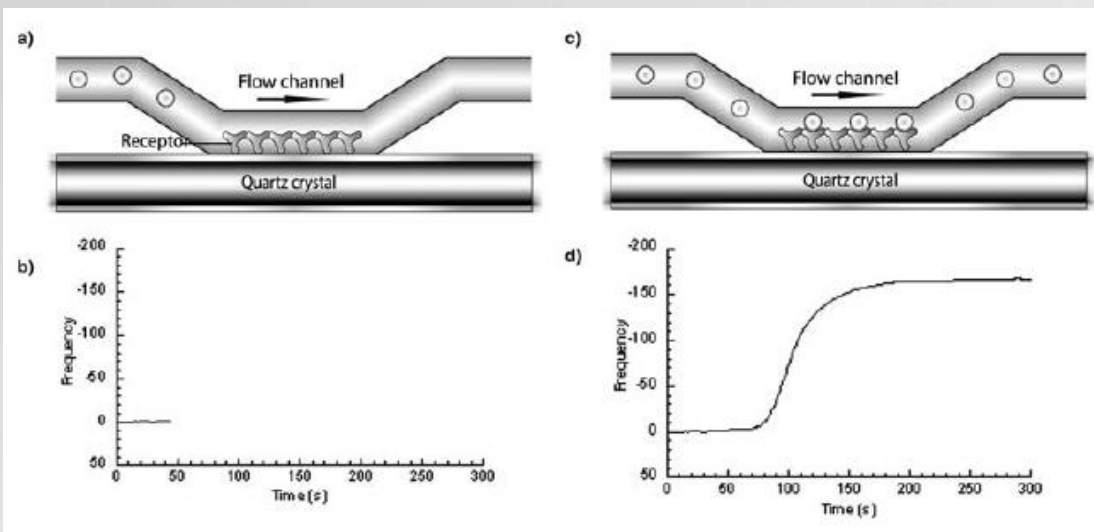 a)
Flow channel
Receptor
Quartz crystal
c)
Flow channel
Quartz crystal
b)
-200
-150
-100
-50
0
50
Frequency
0 50 100 150 200 250 300
Time (s)
d)
-200
-150
-100
-50
0
50
Frequency
0 50 100 150 200 250 300
Time (s)